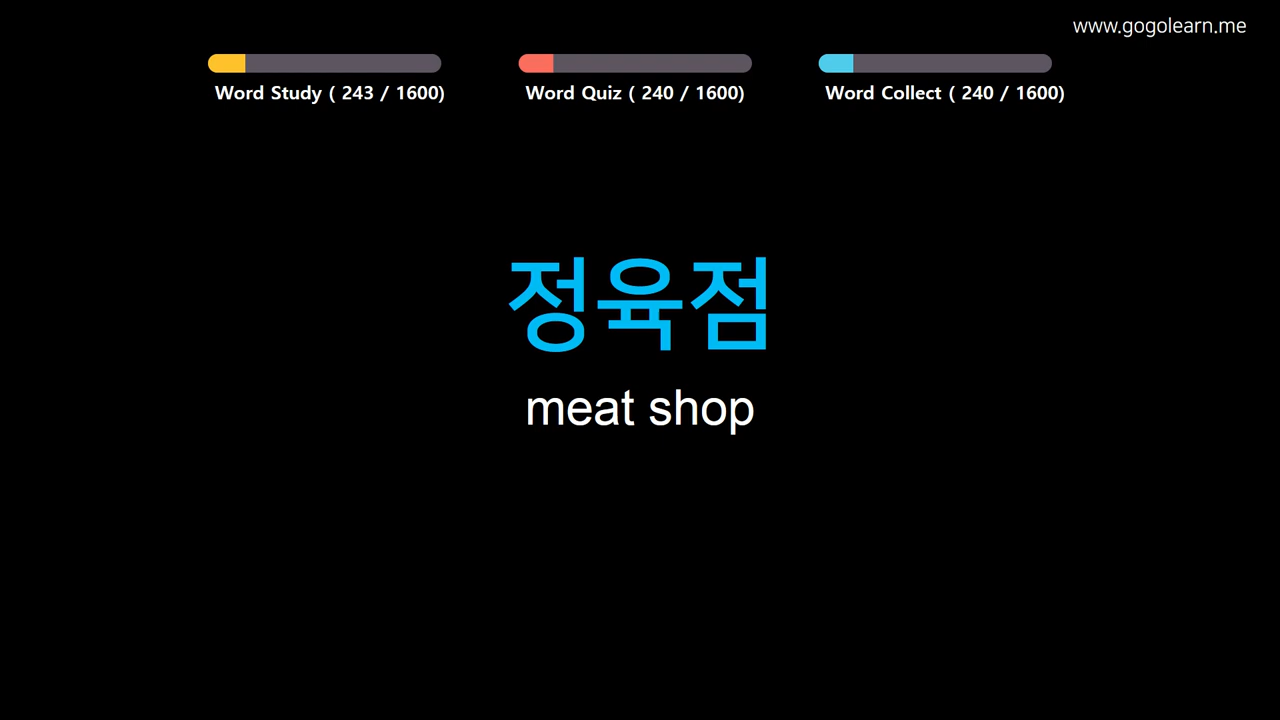 www.gogolearn.me
Word Study ( 243 / 1600)
Word Quiz ( 240 / 1600)
Word Collect ( 240 / 1600)
정육점
meat shop